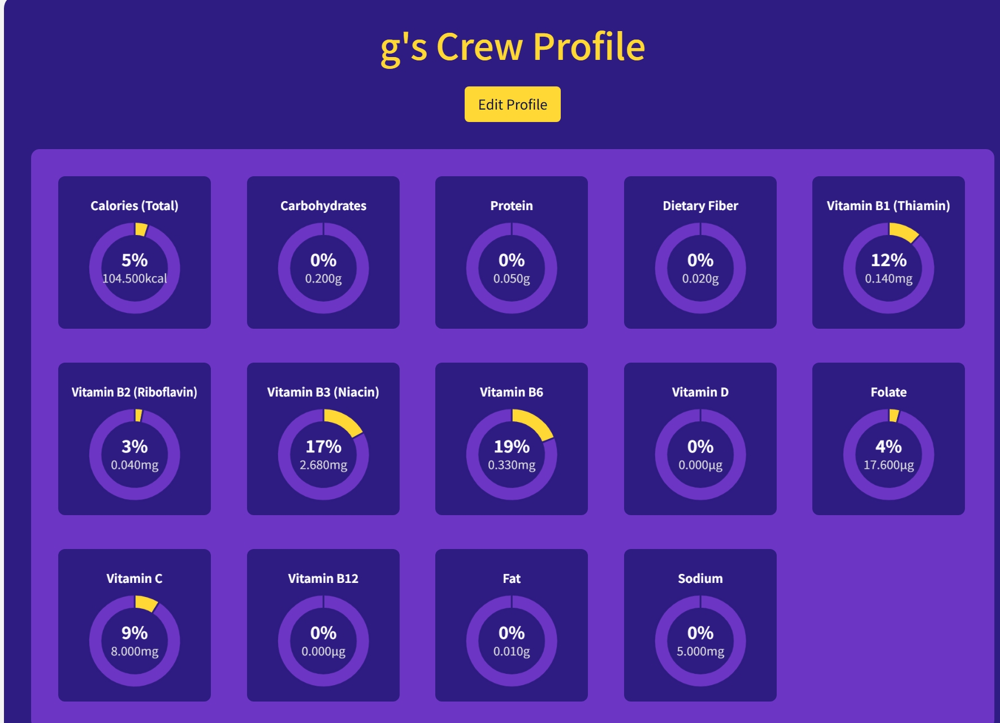 g's Crew Profile
Edit Profile
Calories (Total)
5%
104.500kcal
Carbohydrates
0%
0.200g
Protein
0%
0.050g
Dietary Fiber
0%
0.020g
Vitamin B1 (Thiamin)
12%
0.140mg
Vitamin B2 (Riboflavin)
3%
0.040mg
Vitamin B3 (Niacin)
17%
2.680mg
Vitamin B6
19%
0.330mg
Vitamin D
0%
0.000µg
Folate
4%
17.600µg
Vitamin C
9%
8.000mg
Vitamin B12
0%
0.000µg
Fat
0%
0.010g
Sodium
0%
5.000mg